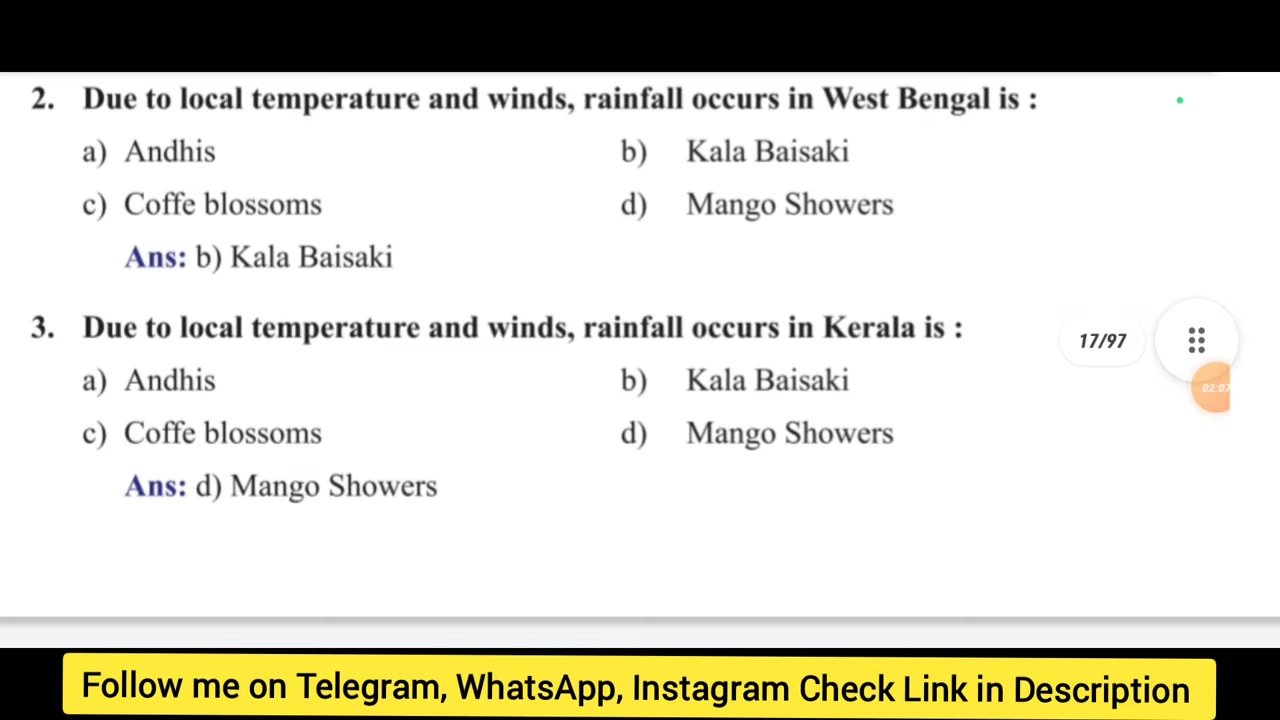 2. Due to local temperature and winds, rainfall occurs in West Bengal is :
a) Andhis b) Kala Baisaki
c) Coffe blossoms d) Mango Showers
Ans: b) Kala Baisaki
3. Due to local temperature and winds, rainfall occurs in Kerala is :
17/97
a) Andhis b) Kala Baisaki
02:07
c) Coffe blossoms d) Mango Showers
Ans: d) Mango Showers
Follow me on Telegram, WhatsApp, Instagram Check Link in Description